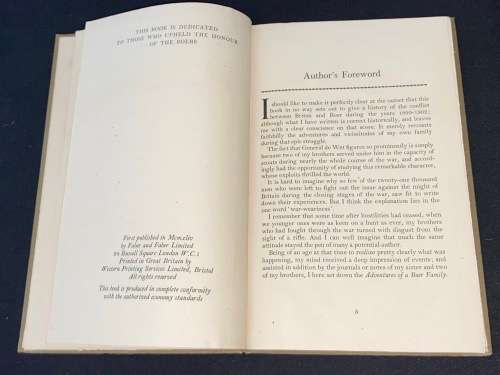 THIS BOOK IS DEDICATED
TO THOSE WHO UPHELD THE HONOUR
OF THE BOERS
First published in Mcmxliv
by Faber and Faber Limited
24 Russell Square London W.C.1
Printed in Great Britain by
Western Printing Services Limited, Bristol
All rights reserved
This book is produced in complete conformity
with the authorized economy standards
Author's Foreword
I should like to make it perfectly clear at the outset that this
book in no way sets out to give a history of the conflict
between Briton and Boer during the years 1899-1902;
although what I have written is correct historically, and leaves
me with a clear conscience on that score. It merely recounts
faithfully the adventures and vicissitudes of my own family
during that epic struggle.
The fact that General de Wet figures so prominently is simply
because two of my brothers served under him in the capacity of
scouts during nearly the whole course of the war, and accord-
ingly had the opportunity of studying this remarkable character,
whose exploits thrilled the world.
It is hard to imagine why so few of the twenty-one thousand
men who were left to fight out the issue against the might of
Britain during the closing stages of the war, saw fit to write
down their experiences. But I think the explanation lies in the
one word 'war-weariness'.
I remember that some time after hostilities had ceased, when
we younger ones were as keen on a hunt as ever, my brothers
who had fought through the war turned with disgust from the
sight of a rifle. And I can well imagine that much the same
attitude stayed the pen of many a potential author.
Being of an age at that time to realize pretty clearly what was
happening, my mind received a deep impression of events; and
assisted in addition by the journals or notes of my sister and two
of my brothers, I here set down the Adventures of a Boer Family.